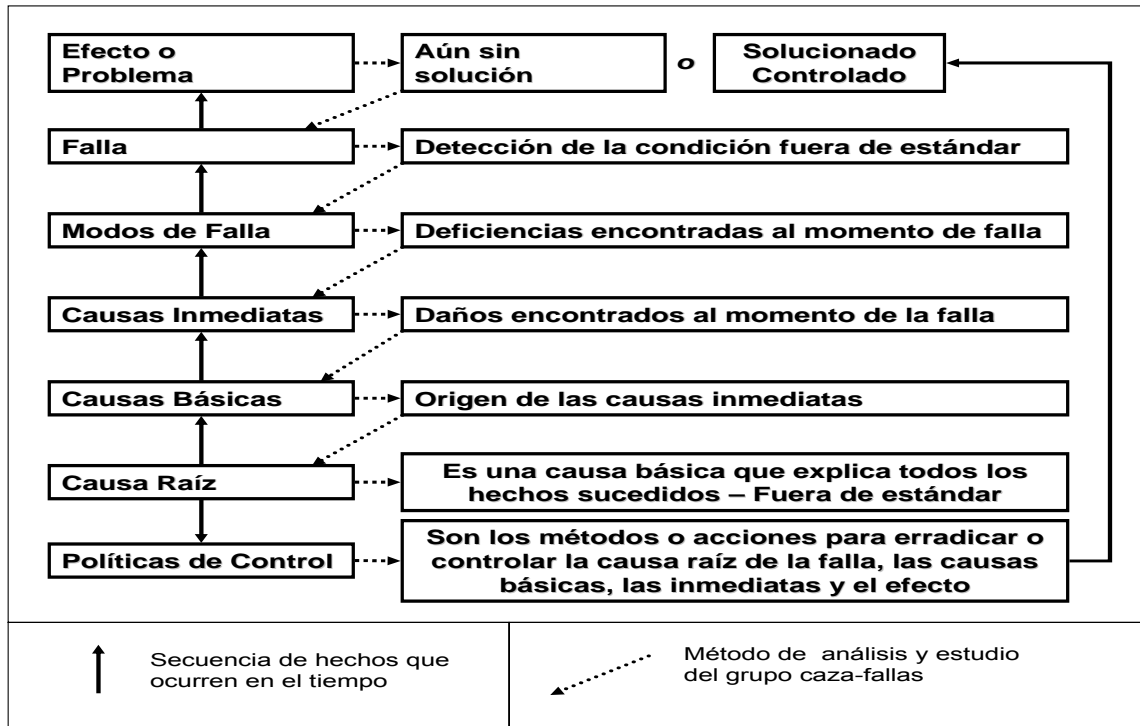 Efecto o
Problema
Aún sin
solución
o
Solucionado
Controlado
Falla
Detección de la condición fuera de estándar
Modos de Falla
Deficiencias encontradas al momento de falla
Causas Inmediatas
Daños encontrados al momento de la falla
Causas Básicas
Origen de las causas inmediatas
Causa Raíz
Es una causa básica que explica todos los
hechos sucedidos – Fuera de estándar
Políticas de Control
Son los métodos o acciones para erradicar o
controlar la causa raíz de la falla, las causas
básicas, las inmediatas y el efecto
Secuencia de hechos que
ocurren en el tiempo
Método de análisis y estudio
del grupo caza-fallas